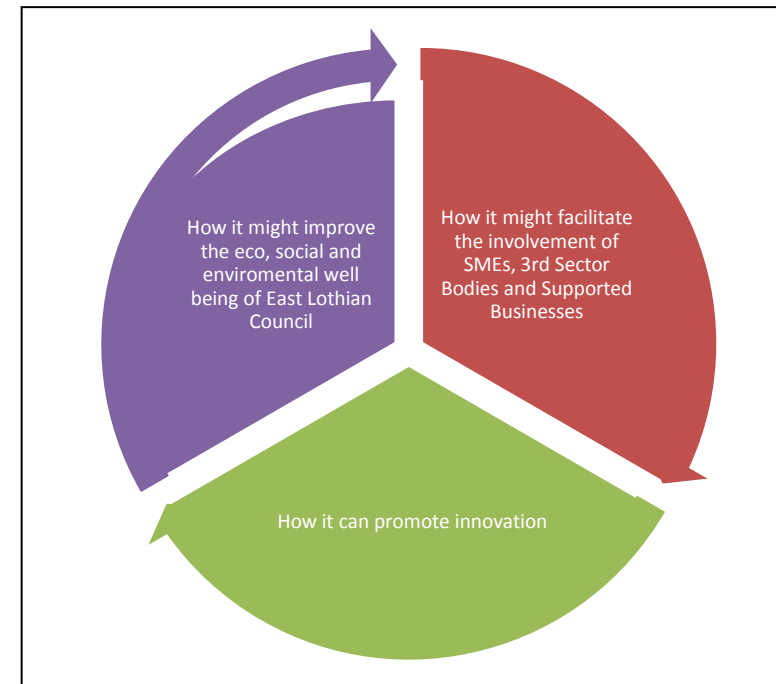 How it might improve
the eco, social and
enviromental well
being of East Lothian
Council
How it might facilitate
the involvement of
SMEs, 3rd Sector
Bodies and Supported
Businesses
How it can promote innovation